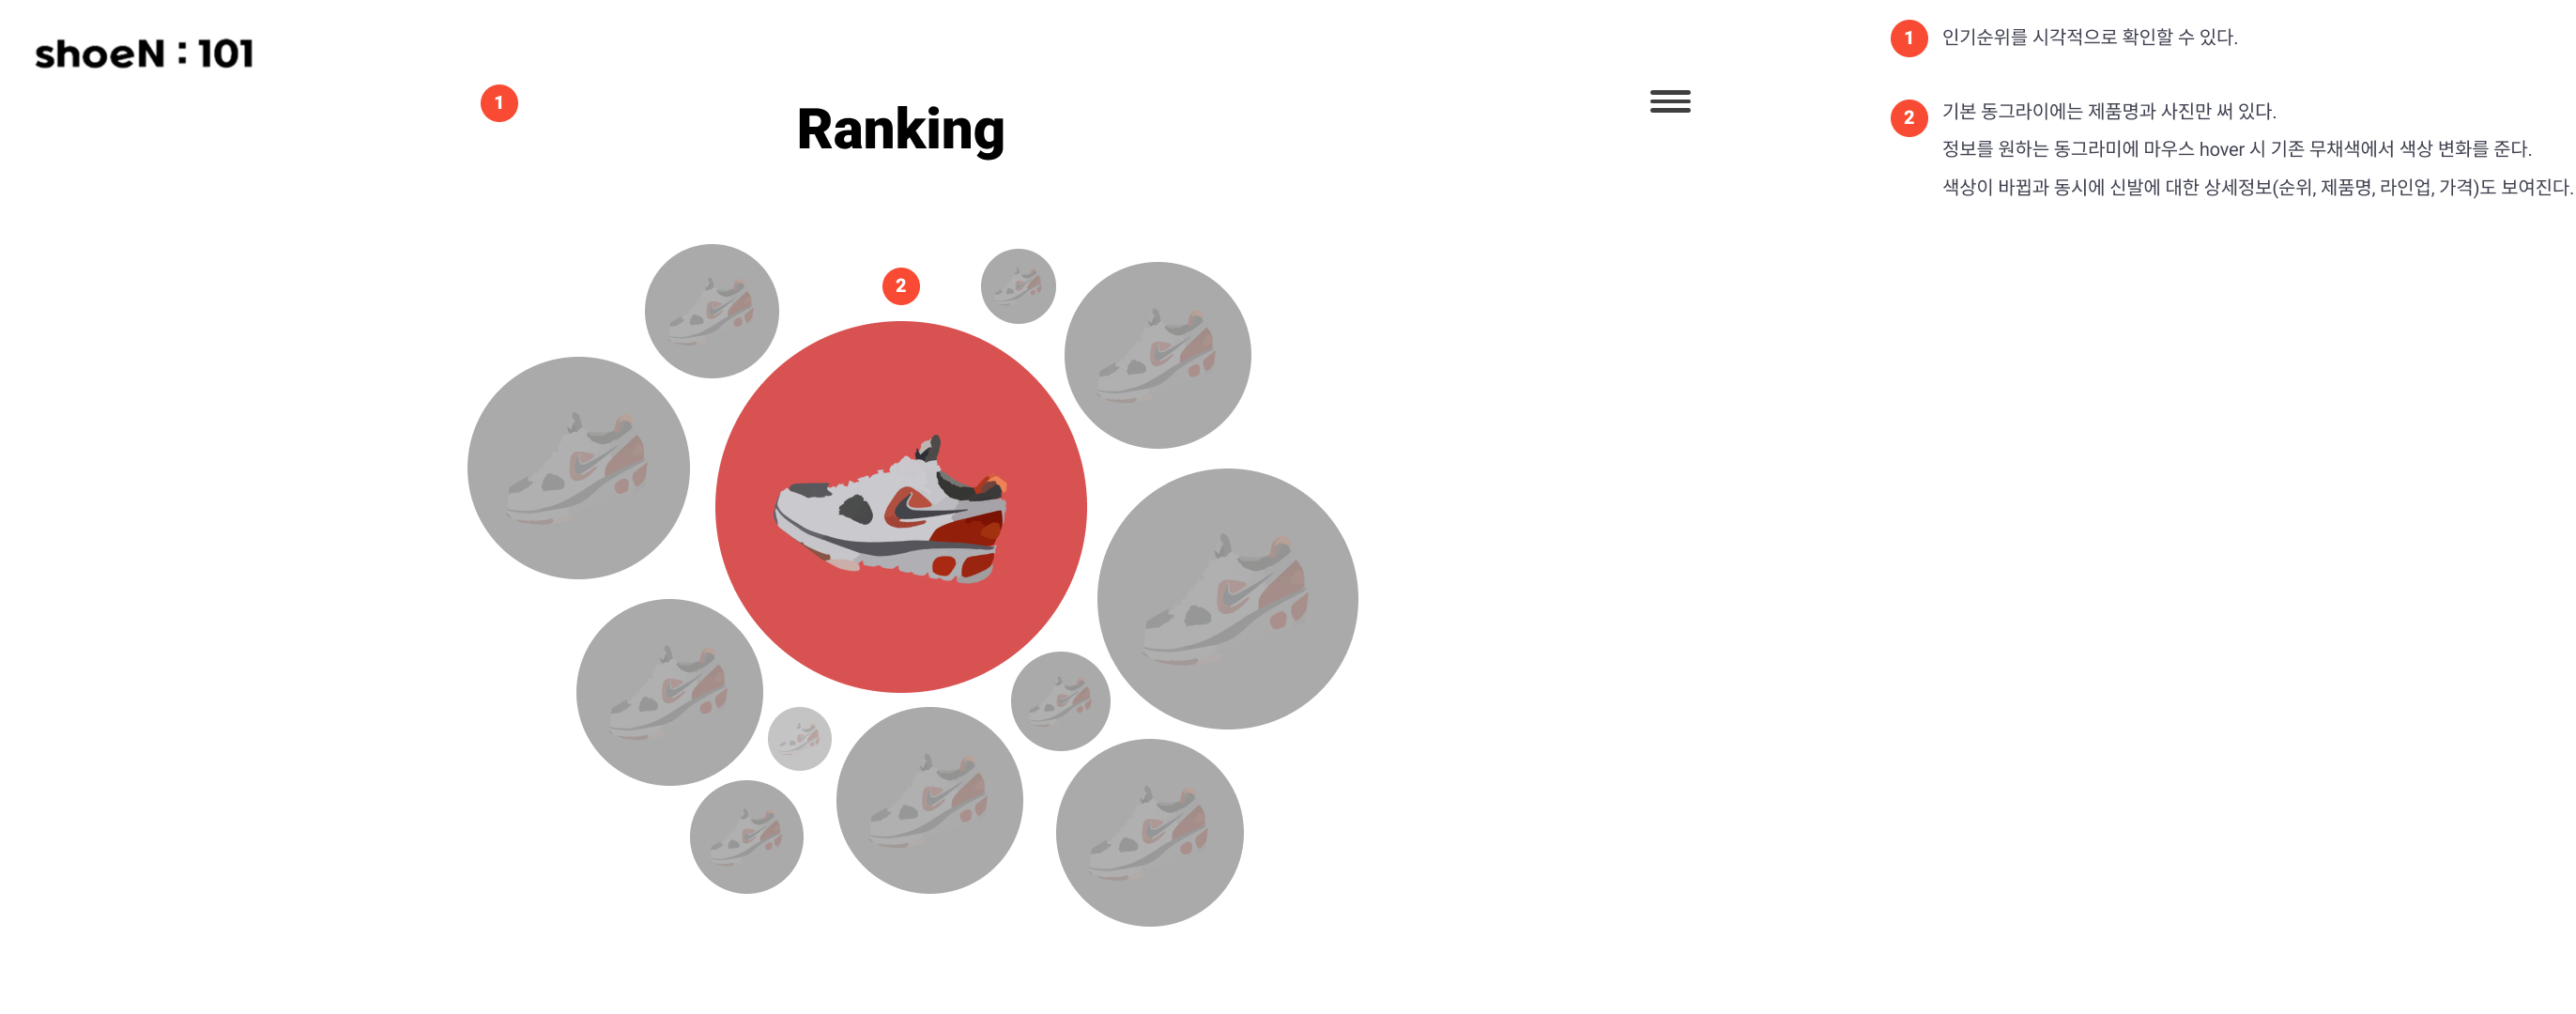 shoeN : 101
1
Ranking
2
1
인기순위를 시각적으로 확인할 수 있다.
2
기본 동그라이에는 제품명과 사진만 써 있다.
정보를 원하는 동그라미에 마우스 hover 시 기존 무채색에서 색상 변화를 준다.
색상이 바뀜과 동시에 신발에 대한 상세정보(순위, 제품명, 라인업, 가격)도 보여진다.